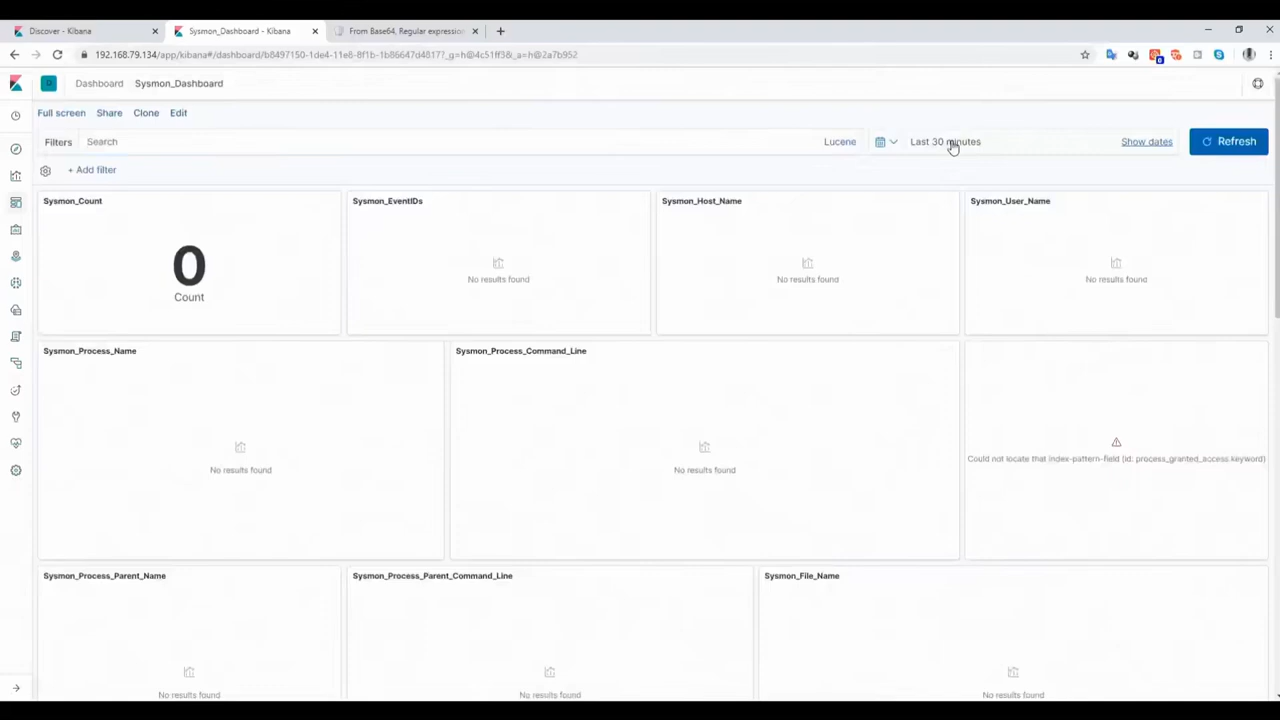 Discover - Kibana
Sysmon_Dashboard - Kibana
From Base64, Regular expressio
192.168.79.134/app/kibana#/dashboard/b8497150-1de4-11e8-8f1b-1b86647d4817?_g=h@4c51ff3&_a=h@2a7b952
D
Dashboard
Sysmon_Dashboard
Full screen
Share
Clone
Edit
Filters
Search
Lucene
Last 30 minutes
Show dates
Refresh
+ Add filter
Sysmon_Count
Sysmon_EventIDs
Sysmon_Host_Name
Sysmon_User_Name
0
Count
No results found
No results found
No results found
Sysmon_Process_Name
Sysmon_Process_Command_Line
No results found
No results found
Could not locate that index-pattern-field (id: process_granted_access.keyword)
Sysmon_Process_Parent_Name
Sysmon_Process_Parent_Command_Line
Sysmon_File_Name
No results found
No results found
No results found